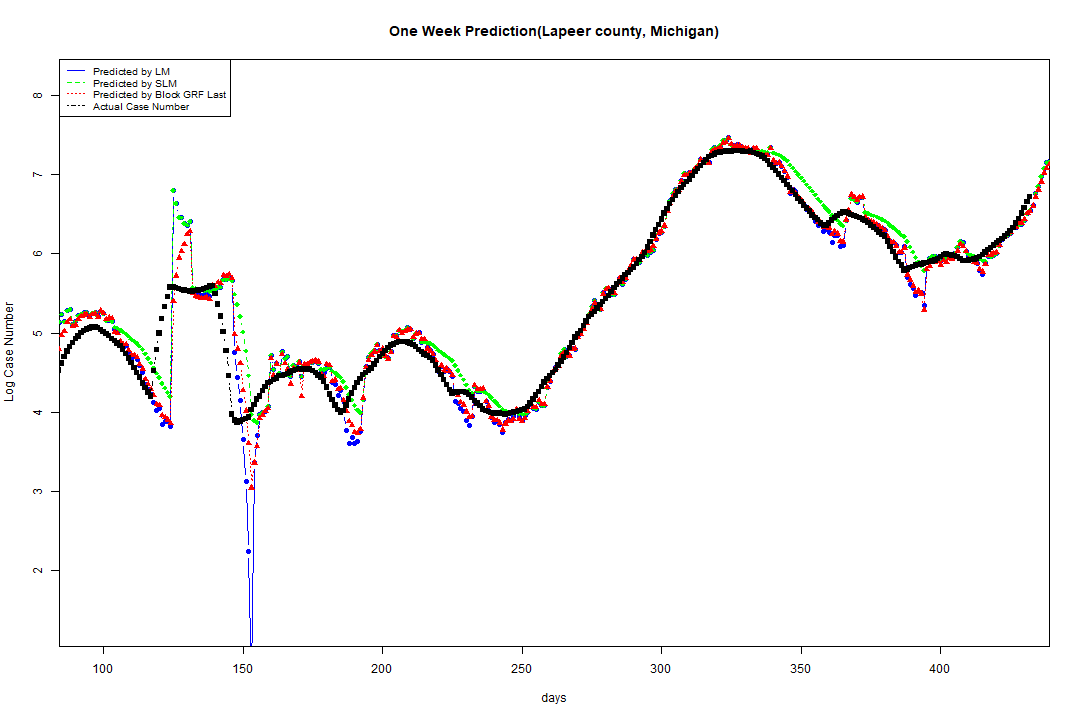 One Week Prediction(Lapeer county, Michigan)
Predicted by LM
Predicted by SLM
Predicted by Block GRF Last
Actual Case Number
Log Case Number
8
7
6
5
4
3
2
100 150 200 250 300 350 400
days